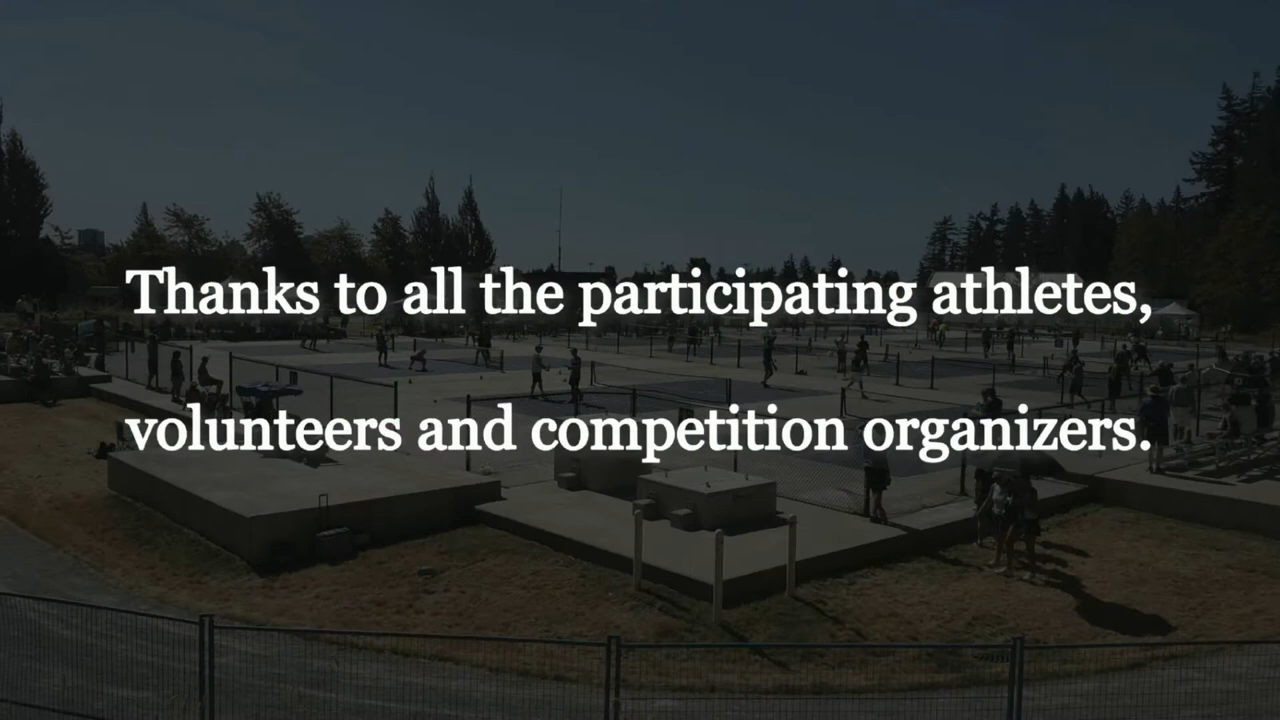 Thanks to all the participating athletes,
volunteers and competition organizers.